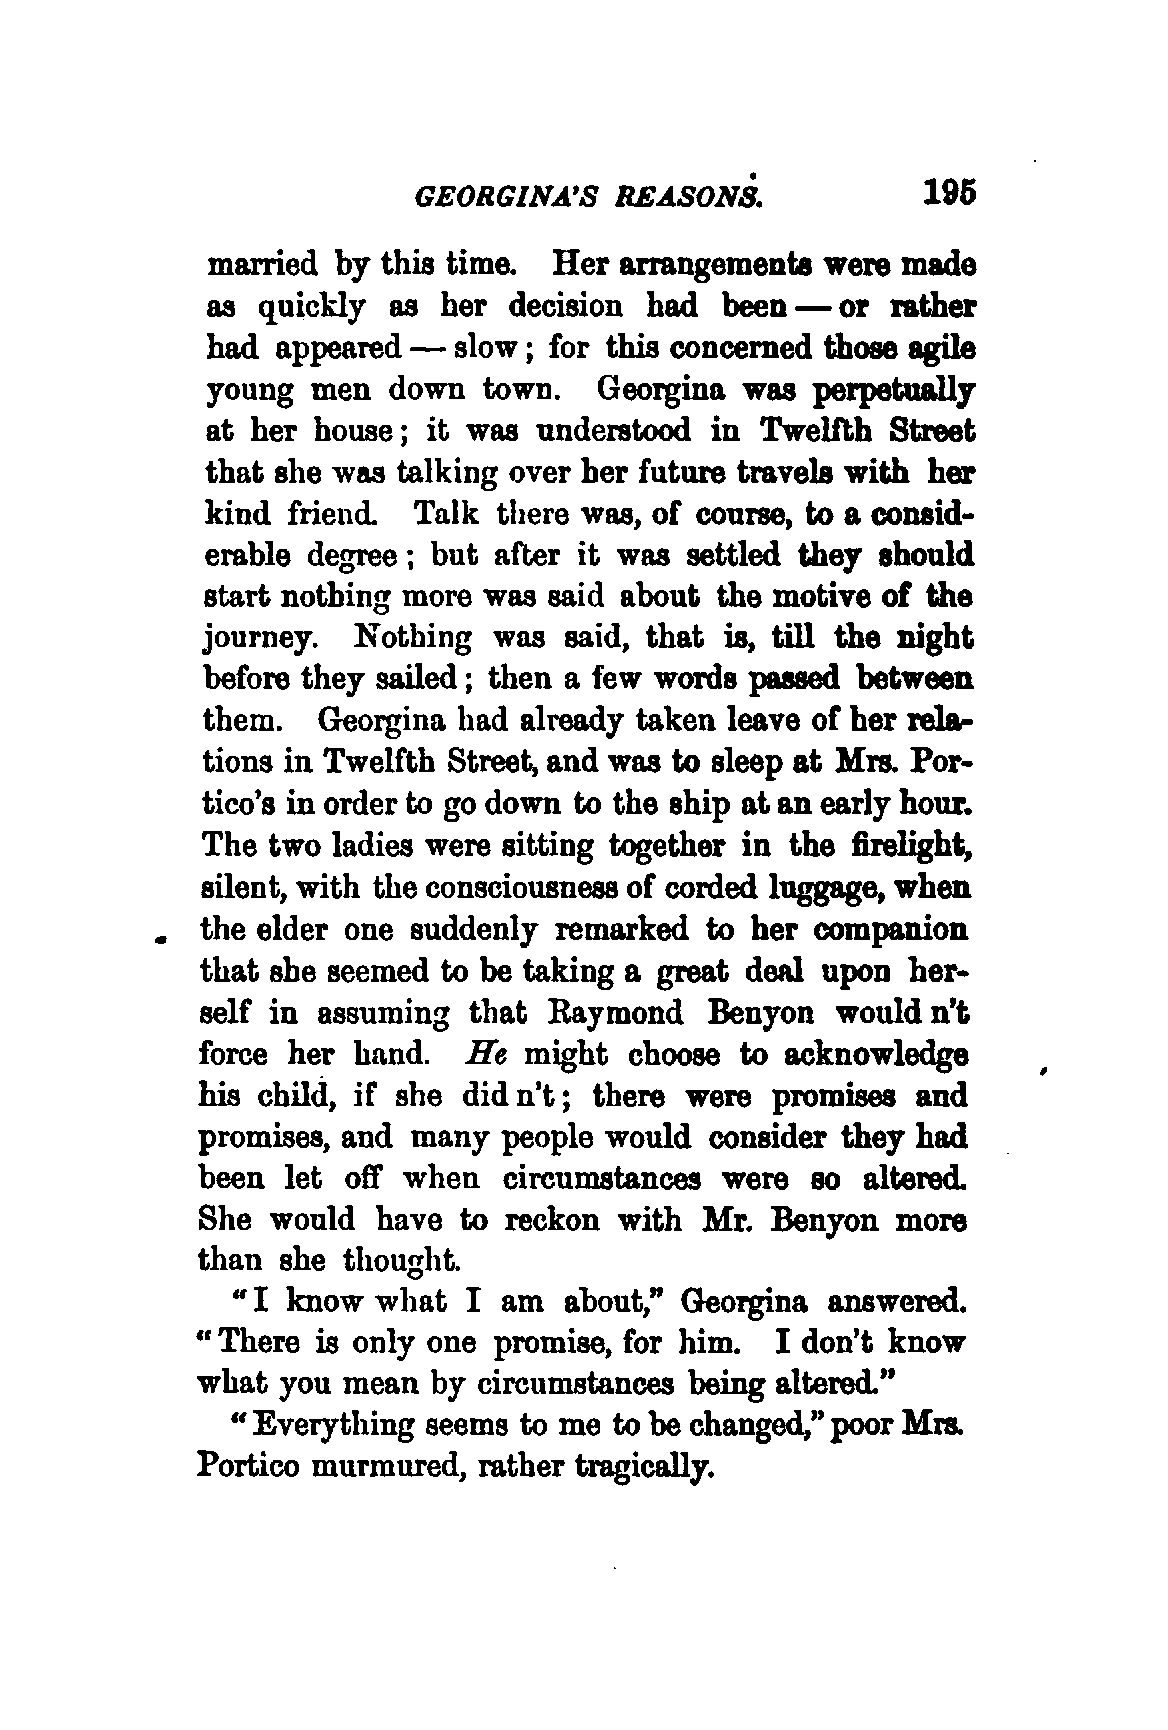 GEORGINA'S REASONS. 195
married by this time. Her arrangements were made
as quickly as her decision had been — or rather
had appeared — slow; for this concerned those agile
young men down town. Georgina was perpetually
at her house; it was understood in Twelfth Street
that she was talking over her future travels with her
kind friend. Talk there was, of course, to a consid-
erable degree; but after it was settled they should
start nothing more was said about the motive of the
journey. Nothing was said, that is, till the night
before they sailed; then a few words passed between
them. Georgina had already taken leave of her rela-
tions in Twelfth Street, and was to sleep at Mrs. Por-
tico's in order to go down to the ship at an early hour.
The two ladies were sitting together in the firelight,
silent, with the consciousness of corded luggage, when
the elder one suddenly remarked to her companion
that she seemed to be taking a great deal upon her-
self in assuming that Raymond Benyon would n't
force her hand. He might choose to acknowledge
his child, if she did n't; there were promises and
promises, and many people would consider they had
been let off when circumstances were so altered.
She would have to reckon with Mr. Benyon more
than she thought.
"I know what I am about," Georgina answered.
"There is only one promise, for him. I don't know
what you mean by circumstances being altered."
"Everything seems to me to be changed," poor Mrs.
Portico murmured, rather tragically.